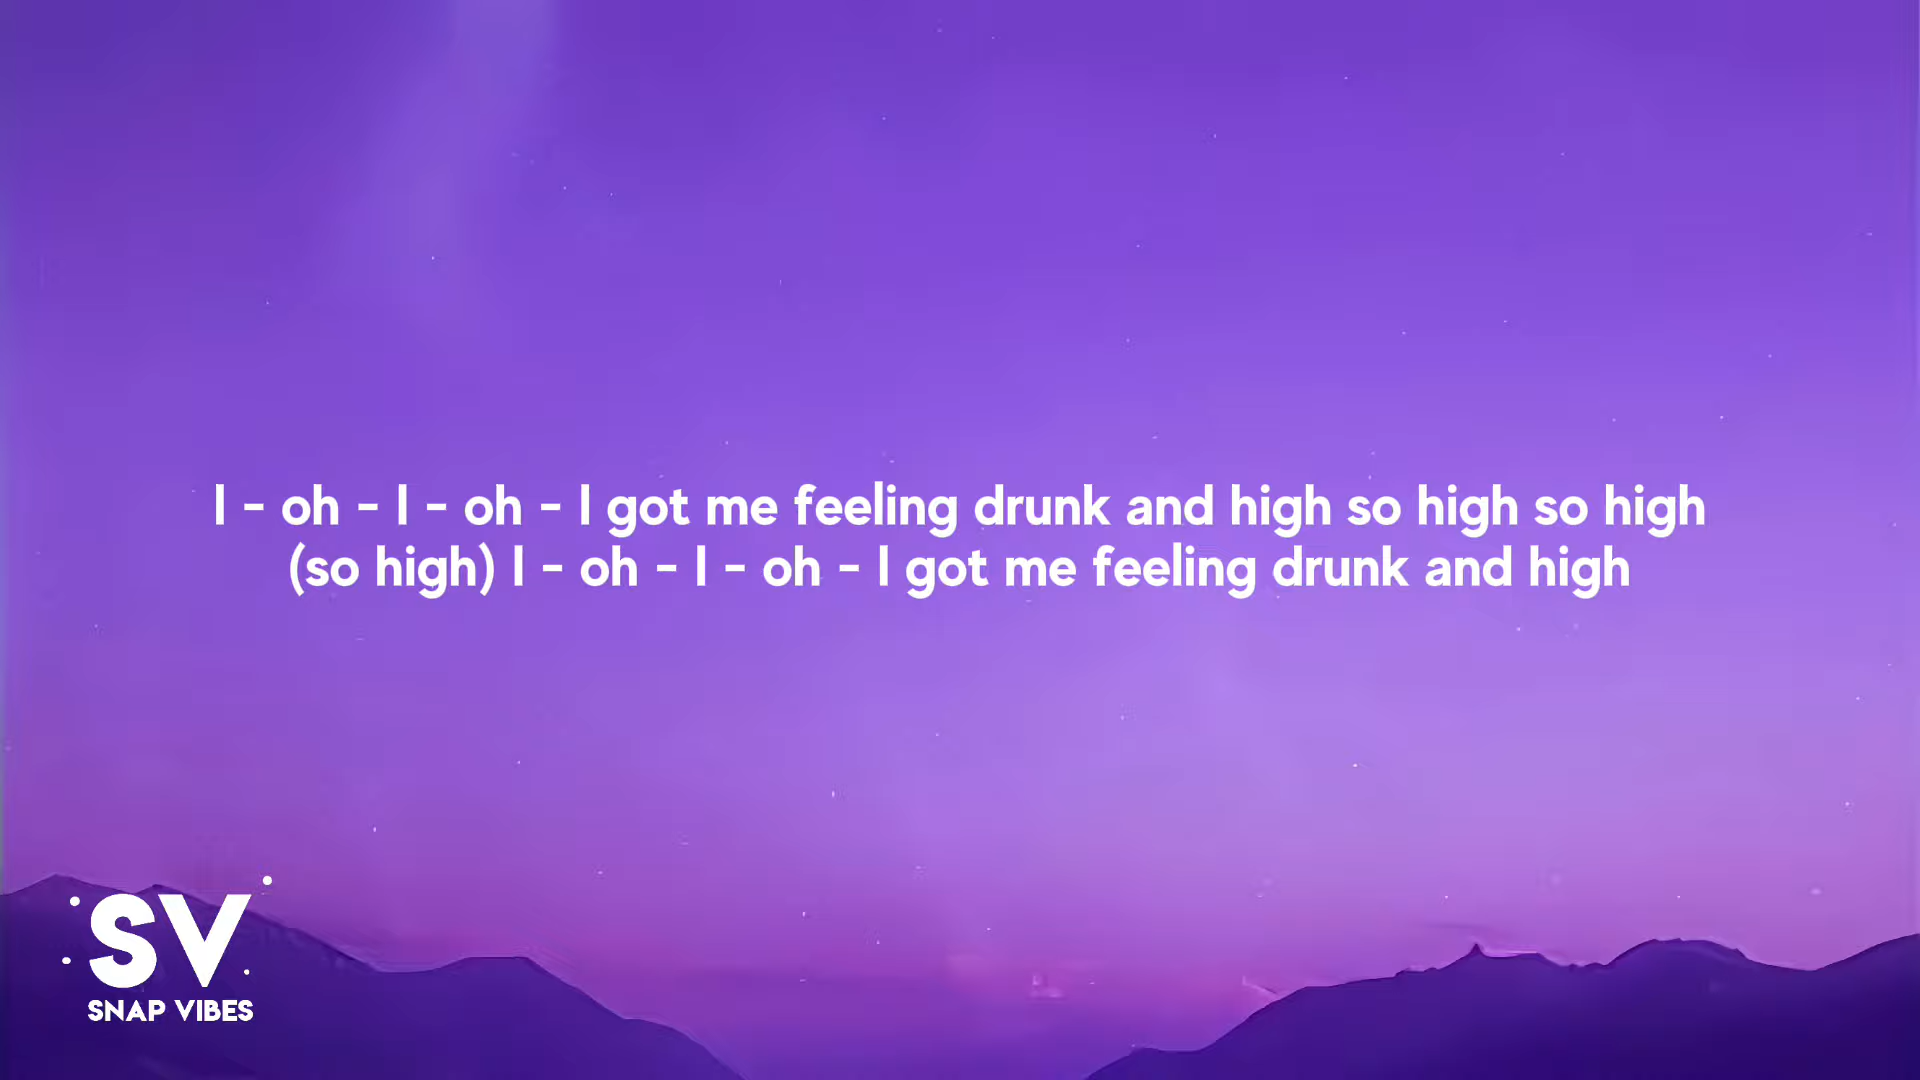 I - oh - I - oh - I got me feeling drunk and high so high so high
(so high) I - oh - I - oh - I got me feeling drunk and high
SV
SNAP VIBES